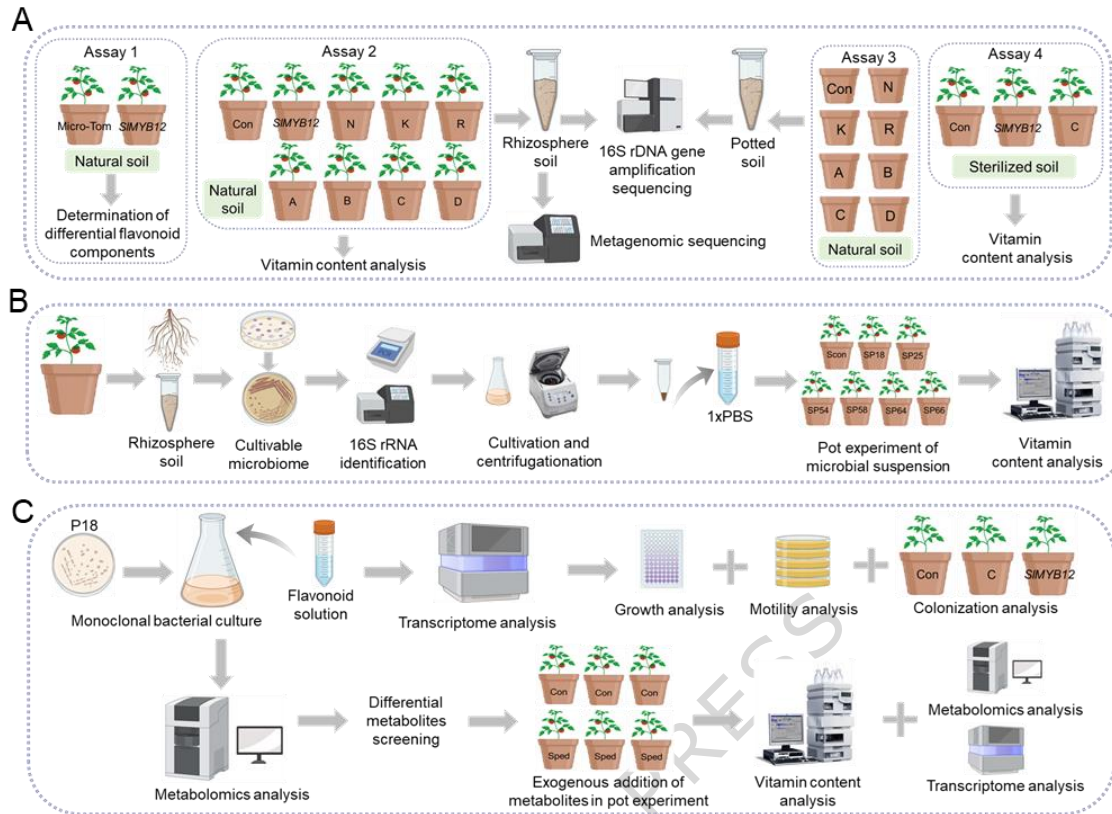 A
Assay 1
Micro-Tom
SlMYB12
Natural soil
Determination of
differential flavonoid
components
Assay 2
Con
SlMYB12
N
K
R
Natural
soil
A
B
C
D
Vitamin content analysis
Rhizosphere
soil
16S rDNA gene
amplification
sequencing
Potted
soil
Metagenomic sequencing
Assay 3
Con
N
K
R
A
B
C
D
Natural soil
Assay 4
Con
SlMYB12
C
Sterilized soil
Vitamin
content analysis
B
Rhizosphere
soil
Cultivable
microbiome
16S rRNA
identification
Cultivation and
centrifugationation
1xPBS
Scon
SP18
SP25
SP54
SP58
SP64
SP66
Pot experiment of
microbial suspension
Vitamin
content analysis
C
P18
Monoclonal bacterial culture
Flavonoid
solution
Transcriptome analysis
Growth analysis
Motility analysis
Con
C
SlMYB12
Colonization analysis
Metabolomics analysis
Differential
metabolites
screening
Con
Con
Con
Sped
Sped
Sped
Exogenous addition of
metabolites in pot experiment
Vitamin content
analysis
Metabolomics analysis
Transcriptome analysis
PRESS